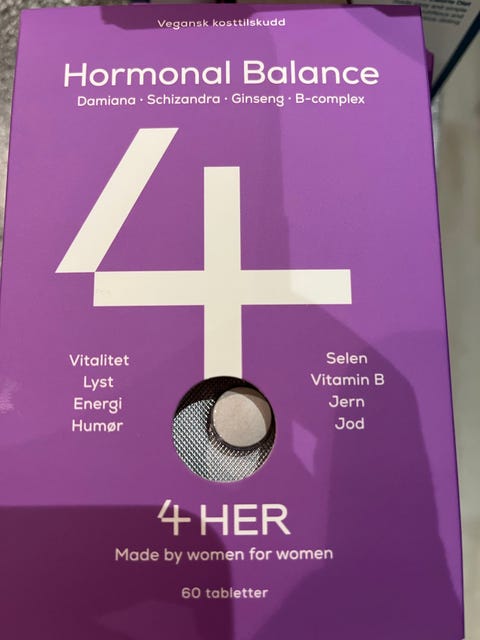 Vegansk kosttilskudd
Hormonal Balance
Damiana · Schizandra · Ginseng · B-complex
4
Vitalitet
Lyst
Energi
Humør
Selen
Vitamin B
Jern
Jod
4 HER
Made by women for women
60 tabletter